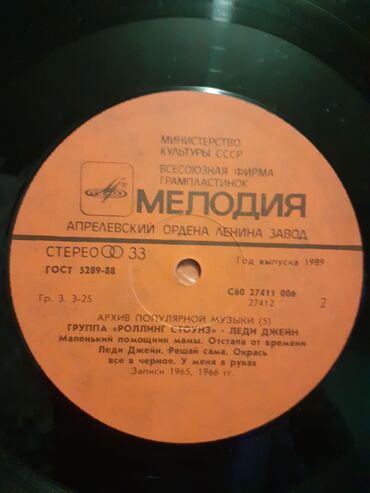 МИНИСТЕРСТВО
КУЛЬТУРЫ СССР
ВСЕСОЮЗНАЯ ФИРМА
ГРАМПЛАСТИНОК
МЕЛОДИЯ
АПРЕЛЕВСКИЙ ОРДЕНА ЛЕНИНА ЗАВОД
СТЕРЕО 33
Год выпуска 1989
ГОСТ 5289-88
С60 27411 006
Гр. 3. 3-25
27412
2
АРХИВ ПОПУЛЯРНОЙ МУЗЫКИ (5)
ГРУППА «РОЛЛИНГ СТОУНЗ» - ЛЕДИ ДЖЕЙН
Маленький помощник мамы. Отстала от времени
Леди Джейн. Решай сама. Окрась
все в черное. У меня в руках
Записи 1965, 1966 гг.